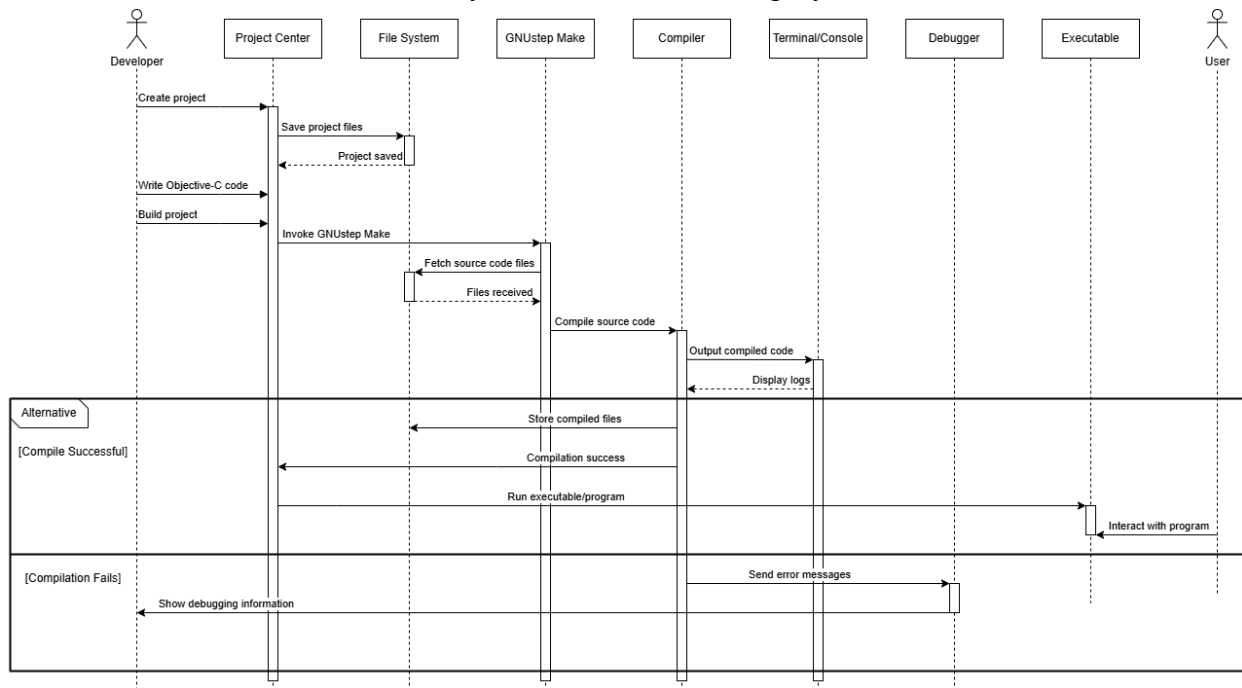 Project Center
File System
GNUstep Make
Compiler
Terminal/Console
Debugger
Executable
Developer
User
Create project
Save project files
Project saved
Write Objective-C code
Build project
Invoke GNUstep Make
Fetch source code files
Files received
Compile source code
Output compiled code
Display logs
Alternative
Store compiled files
[Compile Successful]
Compilation success
Run executable/program
Interact with program
[Compilation Fails]
Send error messages
Show debugging information